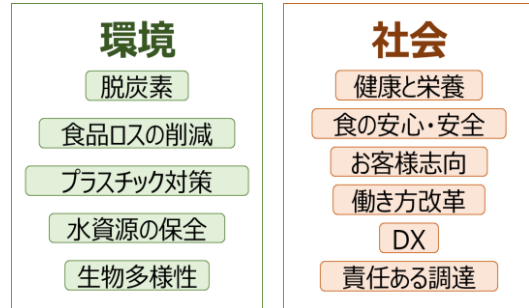 環境
脱炭素
食品ロスの削減
プラスチック対策
水資源の保全
生物多様性
社会
健康と栄養
食の安心・安全
お客様志向
働き方改革
DX
責任ある調達